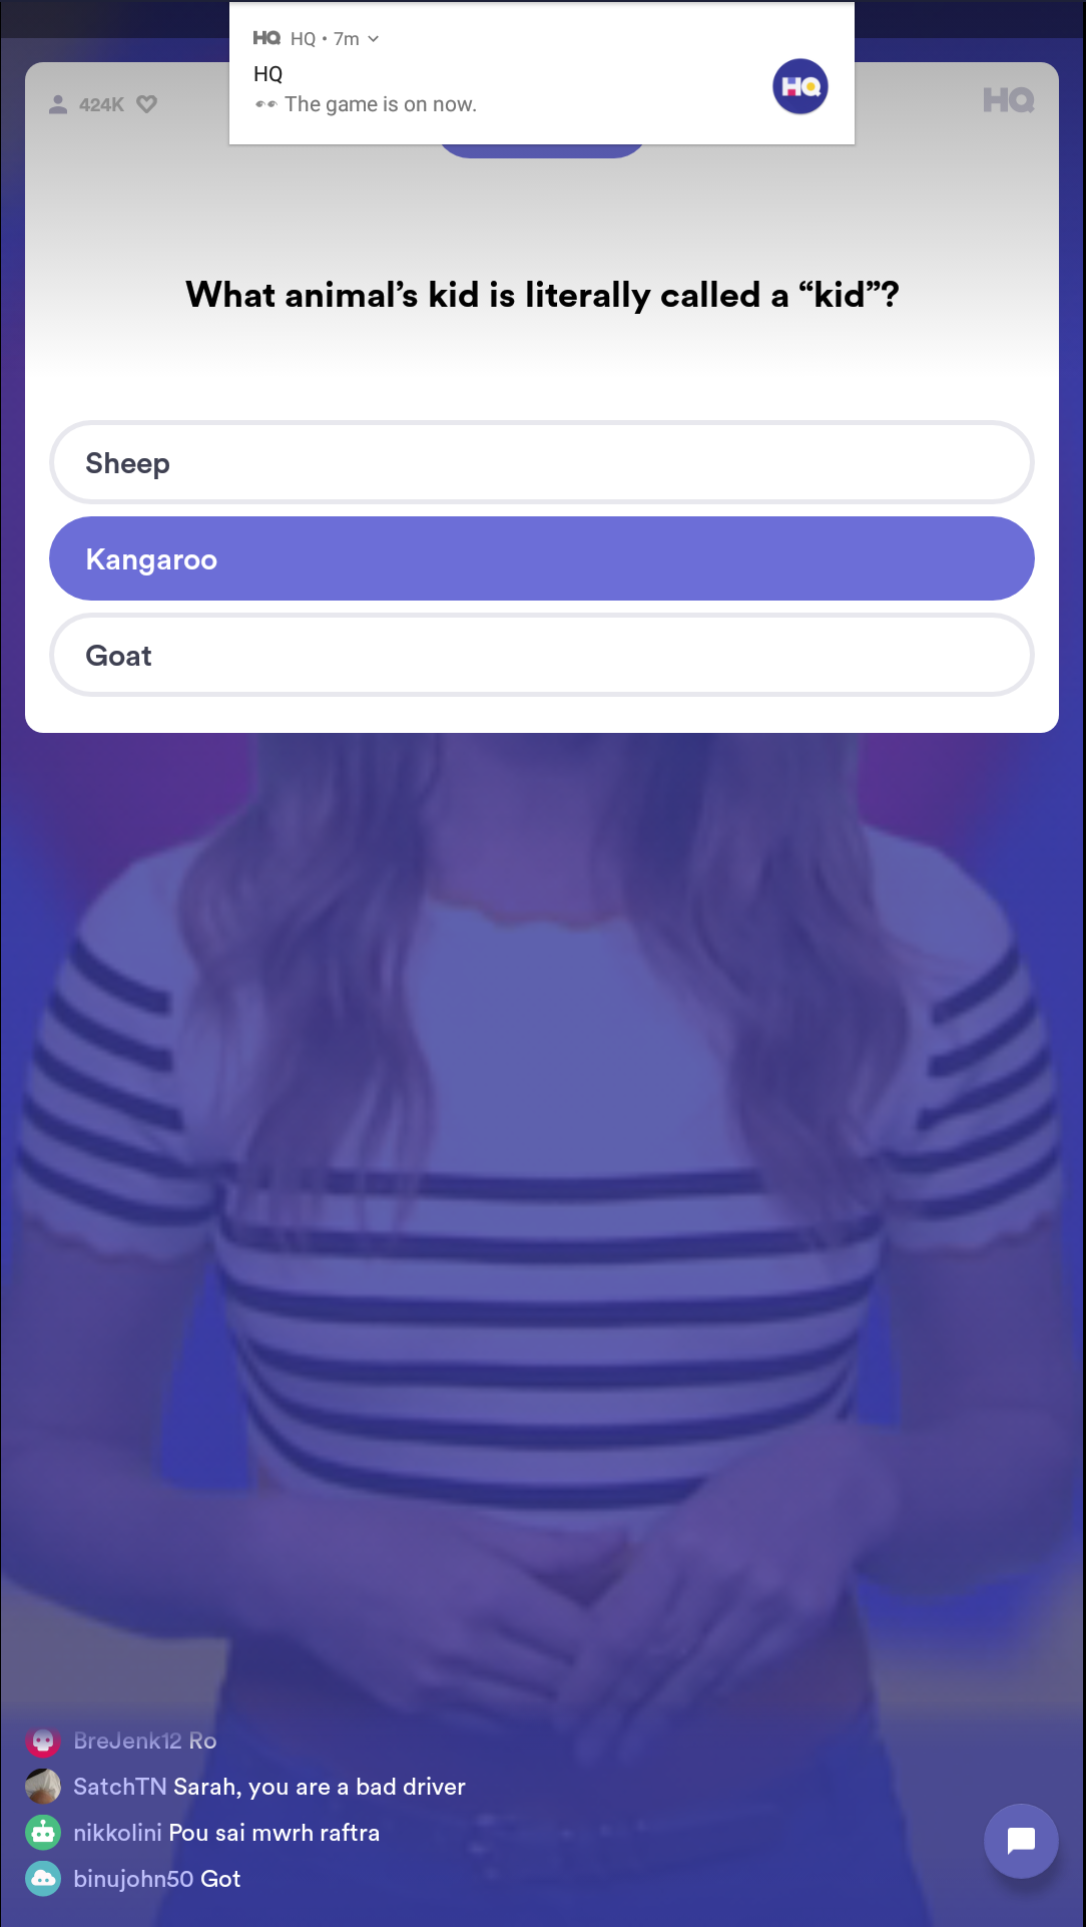 HQ HQ • 7m
HQ
👀 The game is on now.
HQ
424K
HQ
What animal’s kid is literally called a “kid”?
Sheep
Kangaroo
Goat
BreJenk12 Ro
SatchTN Sarah, you are a bad driver
nikkolini Pou sai mwrh raftra
binujohn50 Got